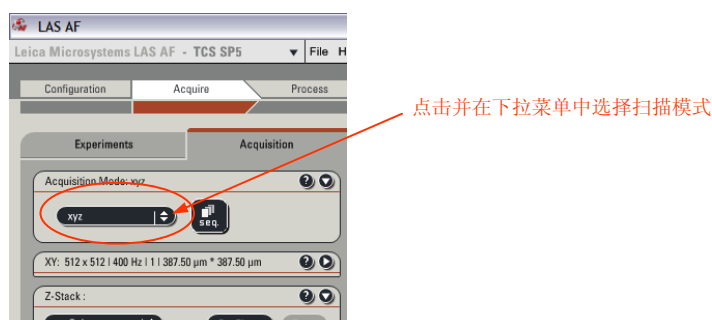 LAS AF
Leica Microsystems LAS AF - TCS SP5 ▼ File H
Configuration Acquire Process
点击并在下拉菜单中选择扫描模式
Experiments Acquisition
Acquisition Mode: xyz
xyz
seq.
XY: 512 x 512 | 400 Hz | 1 | 387.50 µm * 387.50 µm
Z-Stack :